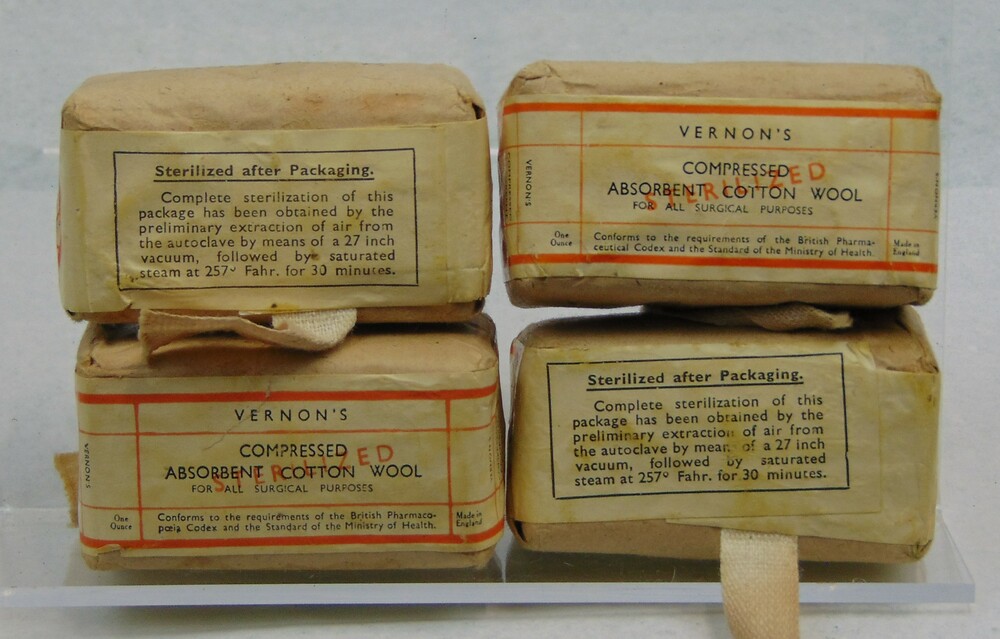 Sterilized after Packaging.
Complete sterilization of this
package has been obtained by the
preliminary extraction of air from
the autoclave by means of a 27 inch
vacuum, followed by saturated
steam at 257° Fahr. for 30 minutes.
VERNON'S
VERNON'S
COMPRESSED
STERILIZED
ABSORBENT COTTON WOOL
FOR ALL SURGICAL PURPOSES
One
Ounce
Conforms to the requirements of the British Pharma-
ceutical Codex and the Standard of the Ministry of Health.
Made in
England
VERNON'S
VERNON'S
COMPRESSED
STERILIZED
ABSORBENT COTTON WOOL
FOR ALL SURGICAL PURPOSES
One
Ounce
Conforms to the requirements of the British Pharmaco-
pœia Codex and the Standard of the Ministry of Health.
Made in
England
Sterilized after Packaging.
Complete sterilization of this
package has been obtained by the
preliminary extraction of air from
the autoclave by means of a 27 inch
vacuum, followed by saturated
steam at 257° Fahr. for 30 minutes.